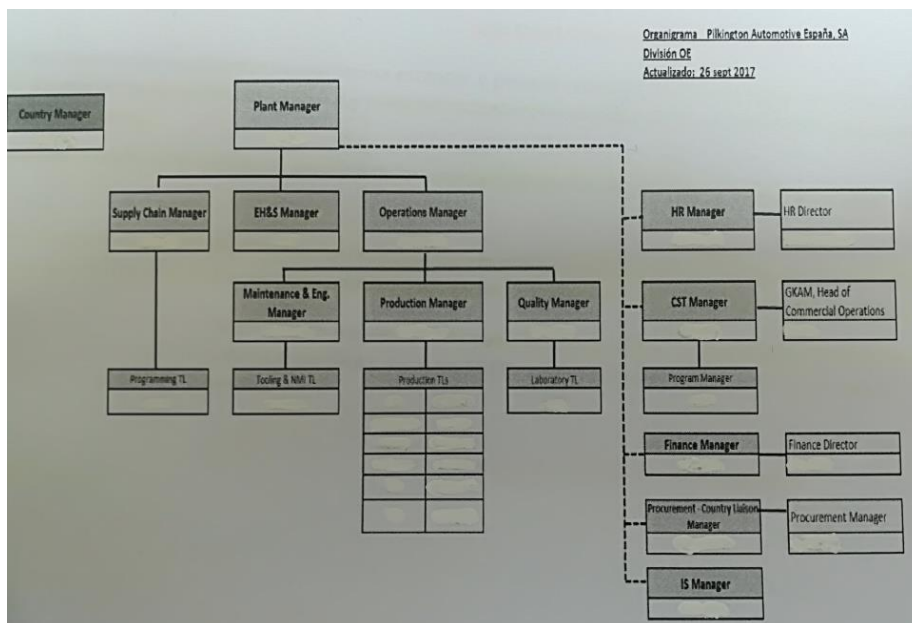 Organigrama Pilkington Automotive España, SA
División OE
Actualizado: 26 sept 2017
Country Manager
Plant Manager
Supply Chain Manager
EH&S Manager
Operations Manager
HR Manager
HR Director
Maintenance & Eng.
Manager
Production Manager
Quality Manager
CST Manager
GKAM, Head of
Commercial Operations
Programming TL
Tooling & NMI TL
Production TLs
Laboratory TL
Program Manager
Finance Manager
Finance Director
Procurement - Country Liaison
Manager
Procurement Manager
IS Manager